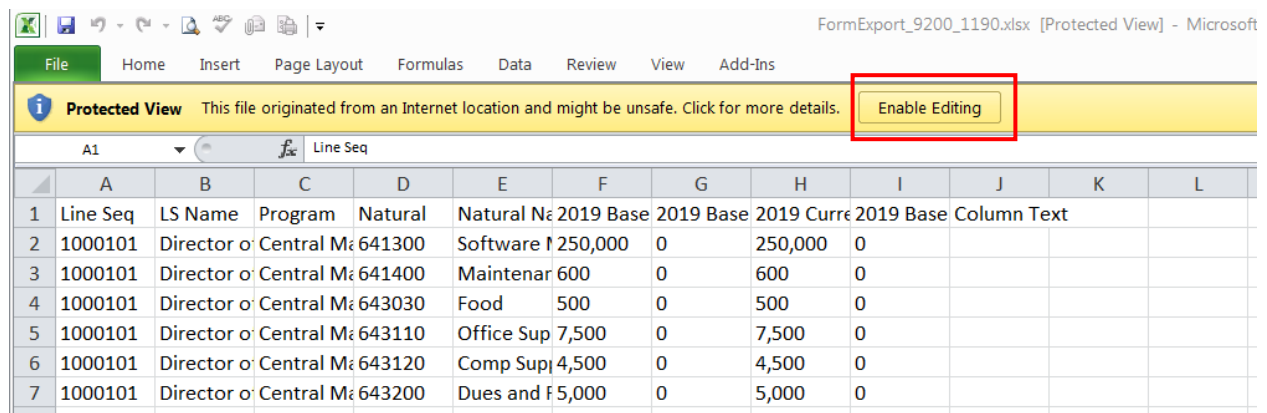 ABC
FormExport_9200_1190.xlsx [Protected View] - Microsoft
File Home Insert Page Layout Formulas Data Review View Add-Ins
Protected View This file originated from an Internet location and might be unsafe. Click for more details. Enable Editing
A1 fx Line Seq
A B C D E F G H I J K L
1 Line Seq LS Name Program Natural Natural Na 2019 Base 2019 Base 2019 Curre 2019 Base Column Text
2 1000101 Director o Central Ma 641300 Software M 250,000 0 250,000 0
3 1000101 Director o Central Ma 641400 Maintenar 600 0 600 0
4 1000101 Director o Central Ma 643030 Food 500 0 500 0
5 1000101 Director o Central Ma 643110 Office Sup 7,500 0 7,500 0
6 1000101 Director o Central Ma 643120 Comp Supp 4,500 0 4,500 0
7 1000101 Director o Central Ma 643200 Dues and F 5,000 0 5,000 0